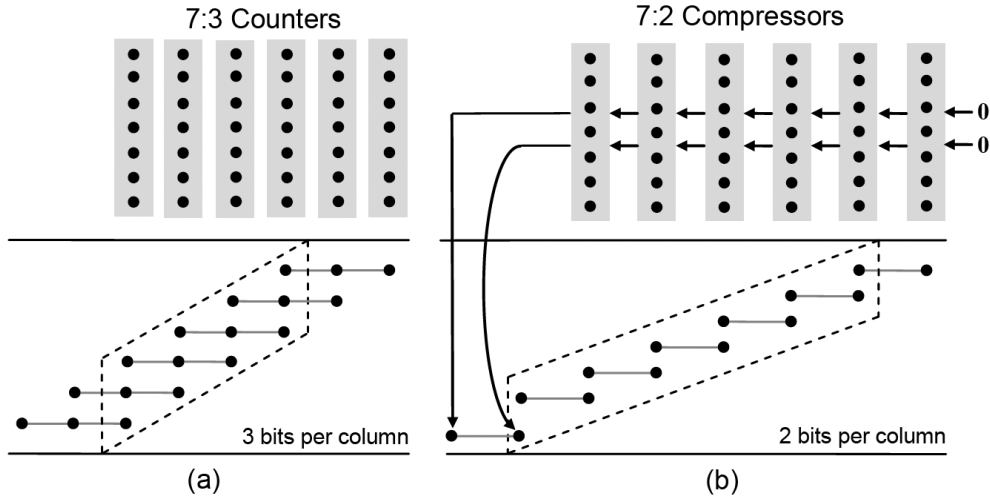 7:3 Counters
7:2 Compressors
0
0
3 bits per column
2 bits per column
(a)
(b)